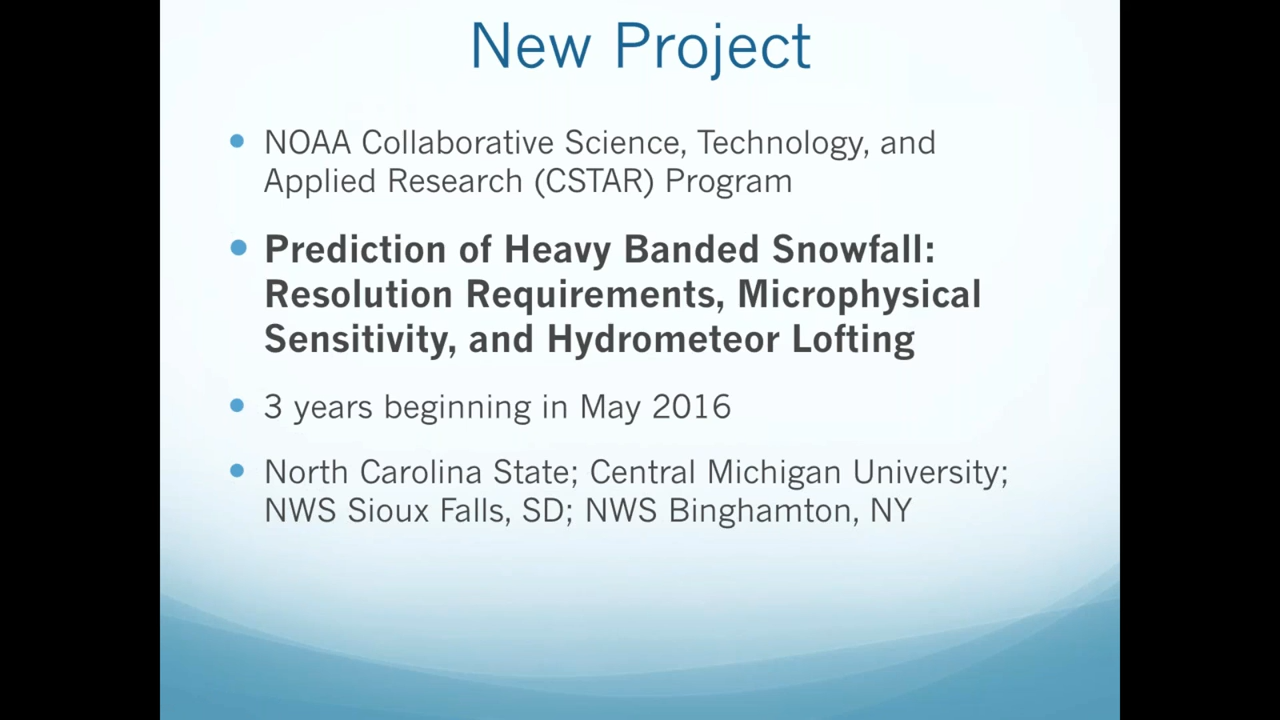 New Project
• NOAA Collaborative Science, Technology, and
Applied Research (CSTAR) Program
• Prediction of Heavy Banded Snowfall:
Resolution Requirements, Microphysical
Sensitivity, and Hydrometeor Lofting
• 3 years beginning in May 2016
• North Carolina State; Central Michigan University;
NWS Sioux Falls, SD; NWS Binghamton, NY